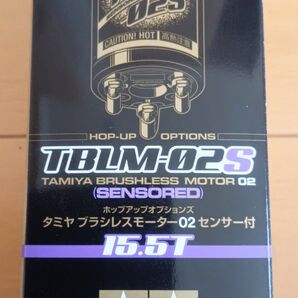 02S
CAUTION! HOT 高熱注意
HOP-UP OPTIONS
TBLM-02S
TAMIYA BRUSHLESS MOTOR 02
(SENSORED)
ホップアップオプションズ
タミヤ ブラシレスモーター02 センサー付
15.5T